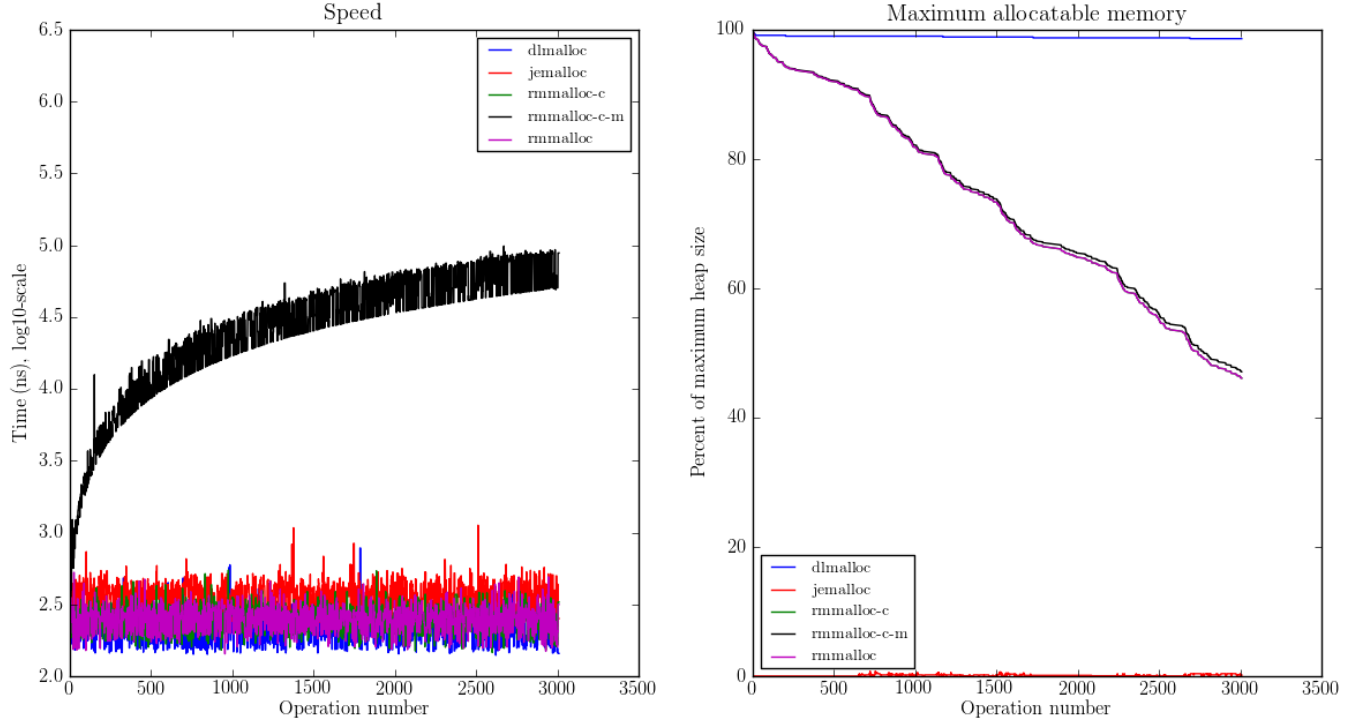 Speed
6.5
6.0
5.5
5.0
4.5
4.0
3.5
3.0
2.5
2.0
Time (ns), log10-scale
dlmalloc
jemalloc
rmmalloc-c
rmmalloc-c-m
rmmalloc
0 500 1000 1500 2000 2500 3000 3500
Operation number
Maximum allocatable memory
100
80
60
40
20
0
Percent of maximum heap size
dlmalloc
jemalloc
rmmalloc-c
rmmalloc-c-m
rmmalloc
0 500 1000 1500 2000 2500 3000 3500
Operation number